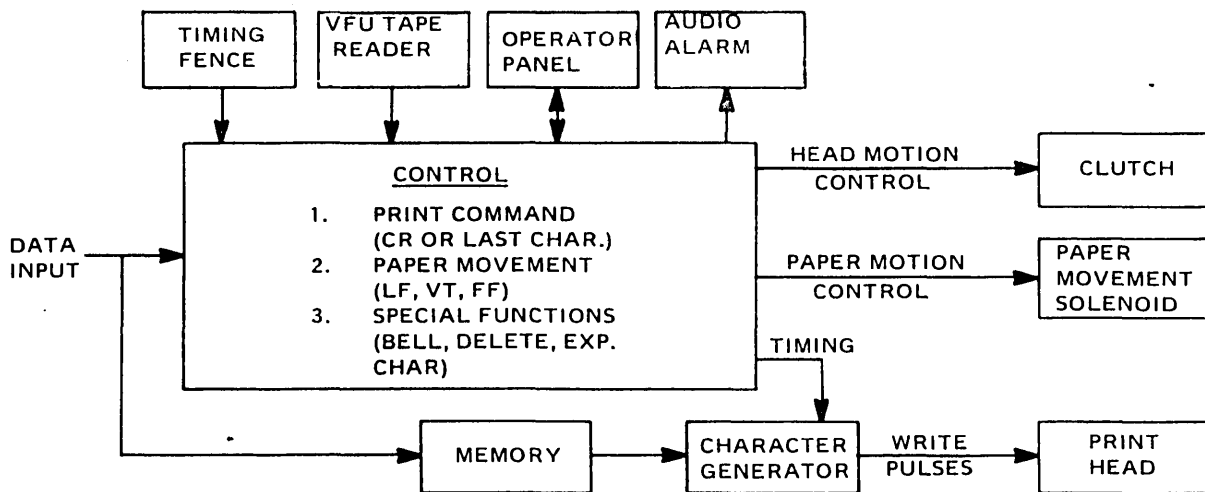 TIMING
FENCE
VFU TAPE
READER
OPERATOR
PANEL
AUDIO
ALARM
CONTROL
1. PRINT COMMAND
(CR OR LAST CHAR.)
2. PAPER MOVEMENT
(LF, VT, FF)
3. SPECIAL FUNCTIONS
(BELL, DELETE, EXP.
CHAR)
DATA
INPUT
HEAD MOTION
CONTROL
CLUTCH
PAPER MOTION
CONTROL
PAPER
MOVEMENT
SOLENOID
TIMING
MEMORY
CHARACTER
GENERATOR
WRITE
PULSES
PRINT
HEAD